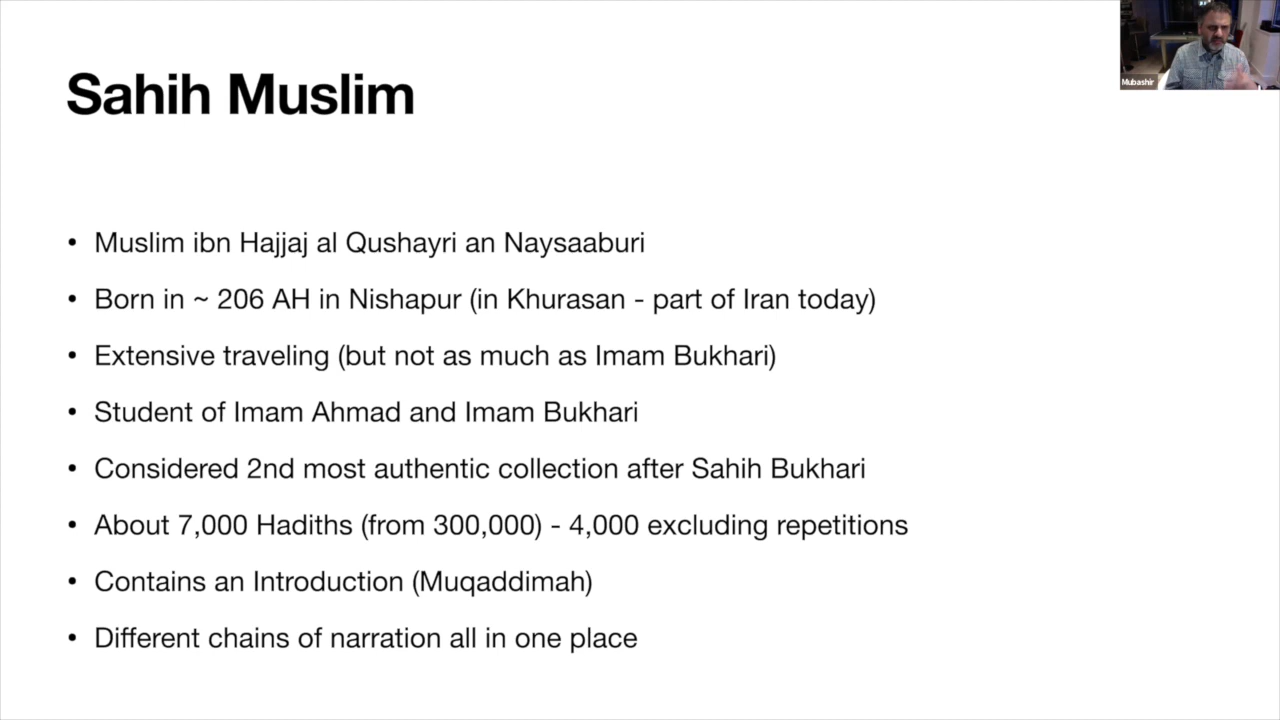 Sahih Muslim
Mubashir
• Muslim ibn Hajjaj al Qushayri an Naysaaburi
• Born in ~ 206 AH in Nishapur (in Khurasan - part of Iran today)
• Extensive traveling (but not as much as Imam Bukhari)
• Student of Imam Ahmad and Imam Bukhari
• Considered 2nd most authentic collection after Sahih Bukhari
• About 7,000 Hadiths (from 300,000) - 4,000 excluding repetitions
• Contains an Introduction (Muqaddimah)
• Different chains of narration all in one place